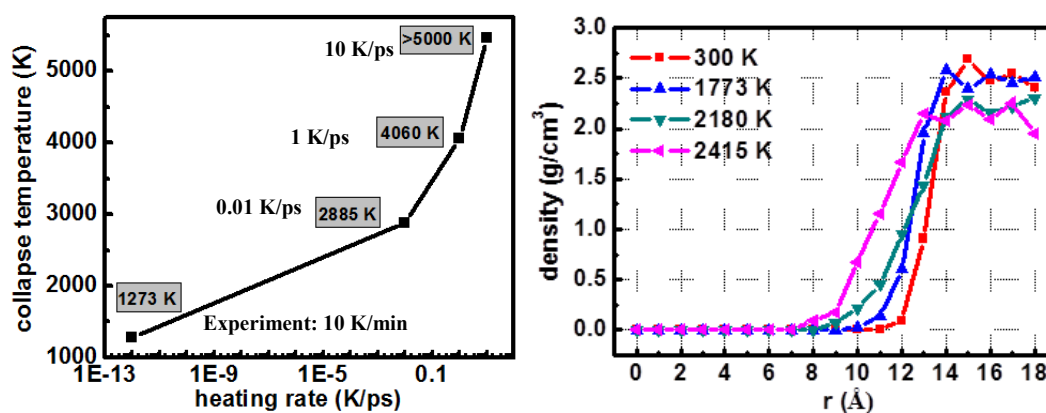 collapse temperature (K)
5000
4000
3000
2000
1000
10 K/ps
>5000 K
1 K/ps
4060 K
0.01 K/ps
2885 K
1273 K
Experiment: 10 K/min
1E-13 1E-9 1E-5 0.1
heating rate (K/ps)
density (g/cm³)
3.0
2.5
2.0
1.5
1.0
0.5
0.0
300 K
1773 K
2180 K
2415 K
0 2 4 6 8 10 12 14 16 18
r (Å)